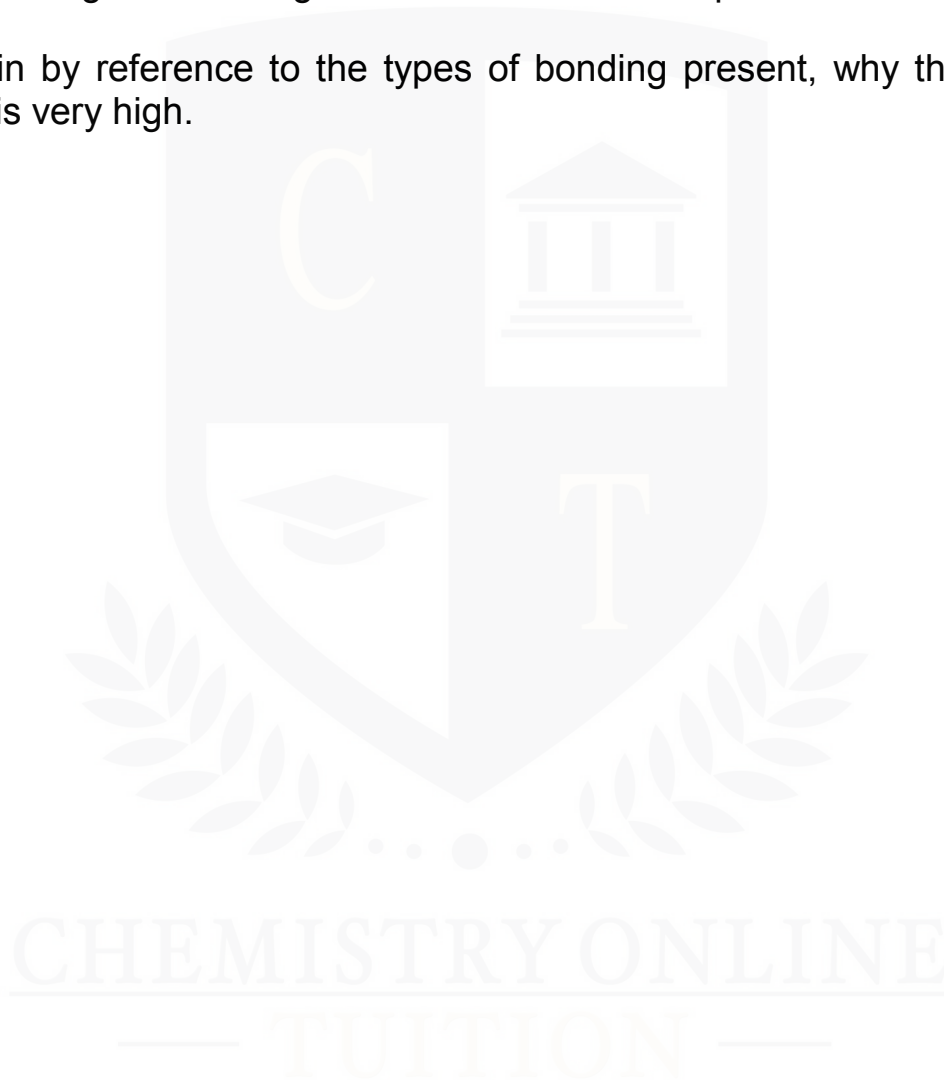 in by reference to the types of bonding present, why th
is very high.
C
T
CHEMISTRY ONLINE
TUITION